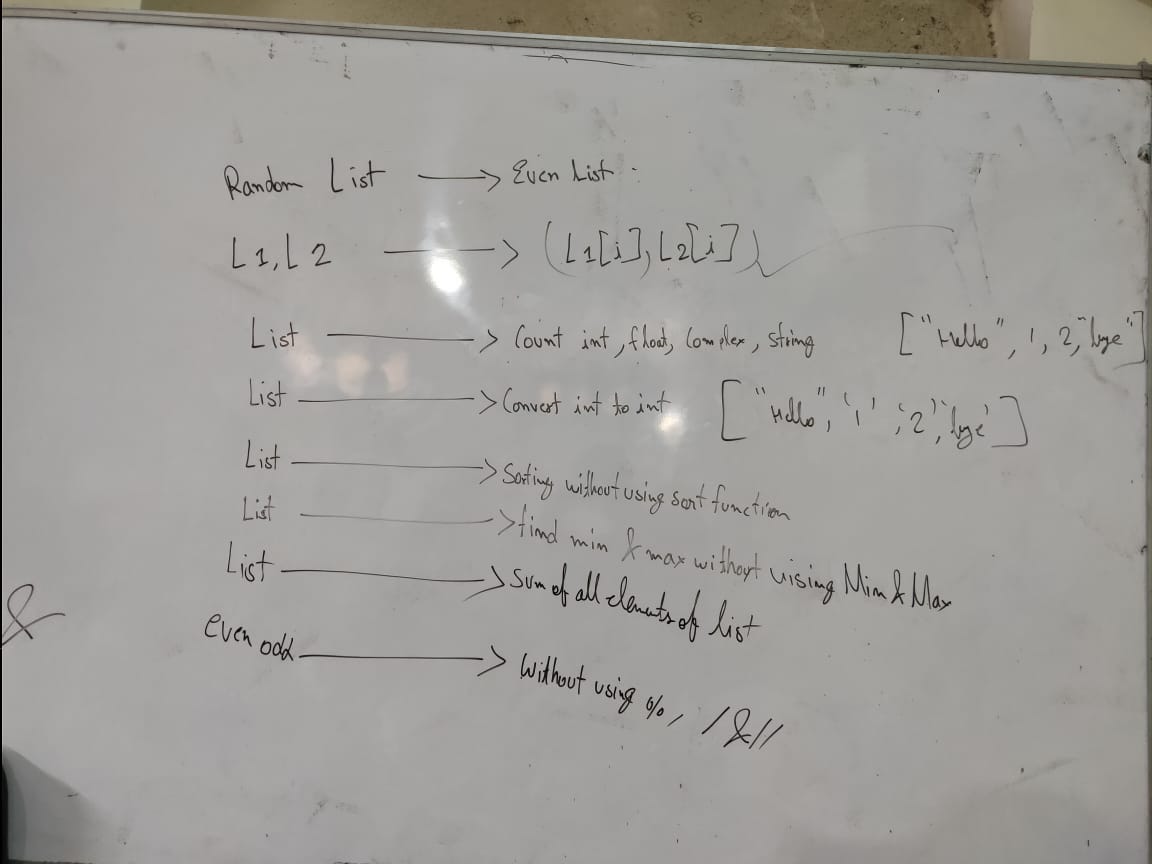 Random List → Even List.
L1, L2 → (L1[i], L2[i])
List → Count int, float, Complex, string ["Hello", 1, 2, "bye"]
List → Convert int to int ["Hello", '1', '2', 'bye']
List → Sorting without using sort function
List → find min & max without using Min & Max
List → Sum of all elements of list
even odd → Without using %, / & //
&